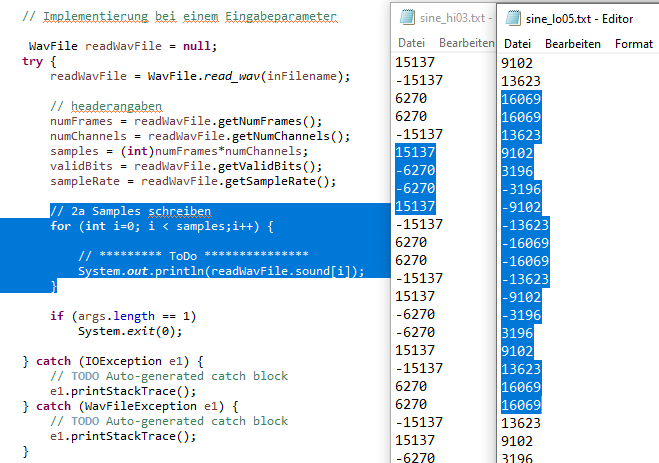 // Implementierung bei einem Eingabeparameter
WavFile readWavFile = null;
try {
readWavFile = WavFile.read_wav(inFilename);
// headerangaben
numFrames = readWavFile.getNumFrames();
numChannels = readWavFile.getNumChannels();
samples = (int)numFrames*numChannels;
validBits = readWavFile.getValidBits();
sampleRate = readWavFile.getSampleRate();
// 2a Samples schreiben
for (int i=0; i < samples;i++) {
// ********* ToDo ***************
System.out.println(readWavFile.sound[i]);
}
if (args.length == 1)
System.exit(0);
} catch (IOException e1) {
// TODO Auto-generated catch block
e1.printStackTrace();
} catch (WavFileException e1) {
// TODO Auto-generated catch block
e1.printStackTrace();
}
sine_hi03.txt - E
Datei Bearbeiten
15137
-15137
6270
6270
-15137
15137
-6270
-6270
15137
-15137
6270
6270
-15137
15137
-6270
-6270
15137
-15137
6270
6270
-15137
15137
-6270
sine_lo05.txt - Editor
Datei Bearbeiten Format
9102
13623
16069
16069
13623
9102
3196
-3196
-9102
-13623
-16069
-16069
-13623
-9102
-3196
3196
9102
13623
16069
16069
13623
9102
3196